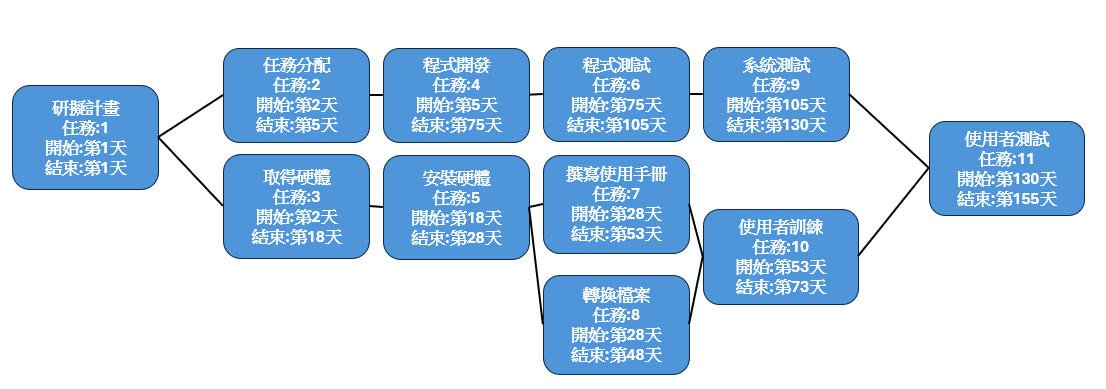 研擬計畫
任務:1
開始:第1天
結束:第1天
任務分配
任務:2
開始:第2天
結束:第5天
程式開發
任務:4
開始:第5天
結束:第75天
程式測試
任務:6
開始:第75天
結束:第105天
系統測試
任務:9
開始:第105天
結束:第130天
取得硬體
任務:3
開始:第2天
結束:第18天
安裝硬體
任務:5
開始:第18天
結束:第28天
撰寫使用手冊
任務:7
開始:第28天
結束:第53天
轉換檔案
任務:8
開始:第28天
結束:第48天
使用者訓練
任務:10
開始:第53天
結束:第73天
使用者測試
任務:11
開始:第130天
結束:第155天